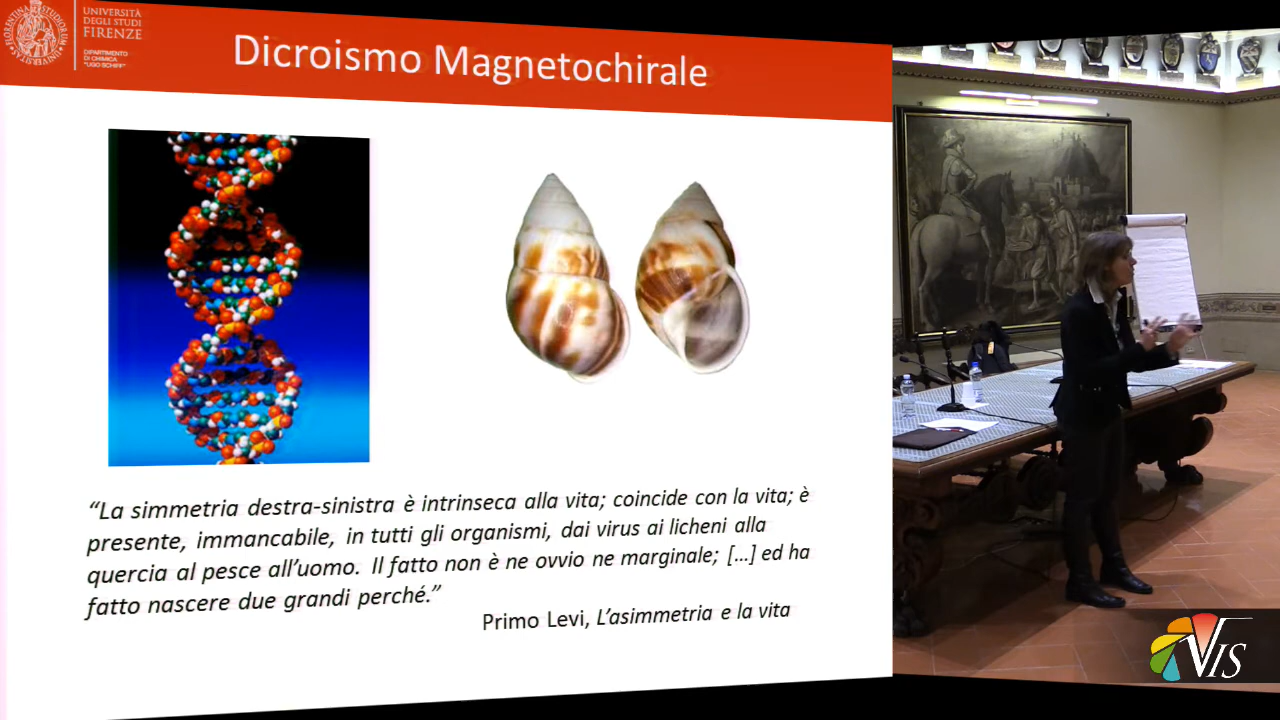 UNIVERSITÀ
DEGLI STUDI
FIRENZE
DIPARTIMENTO
DI CHIMICA
"UGO SCHIFF"
Dicroismo Magnetochirale
“La simmetria destra-sinistra è intrinseca alla vita; coincide con la vita; è
presente, immancabile, in tutti gli organismi, dai virus ai licheni alla
quercia al pesce all’uomo. Il fatto non è ne ovvio ne marginale; [...] ed ha
fatto nascere due grandi perché.”
Primo Levi, L’asimmetria e la vita
VIS